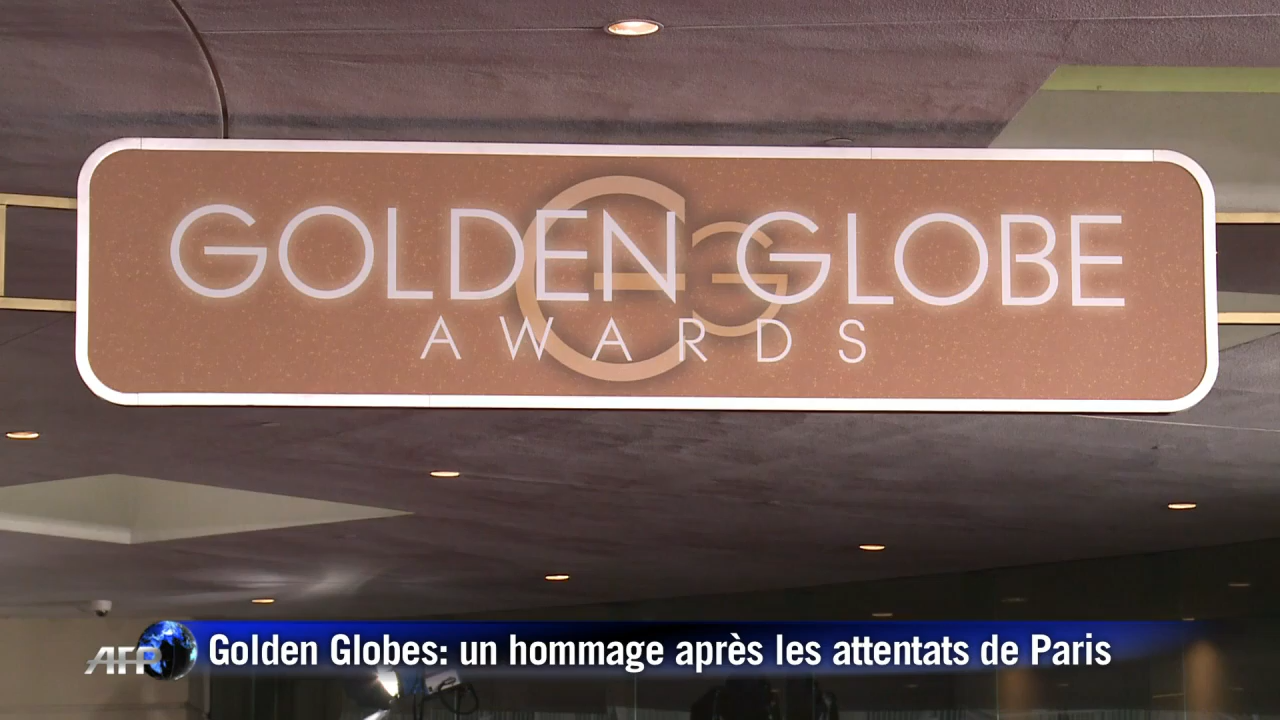 GOLDEN GLOBE
AWARDS
AFP
Golden Globes: un hommage après les attentats de Paris